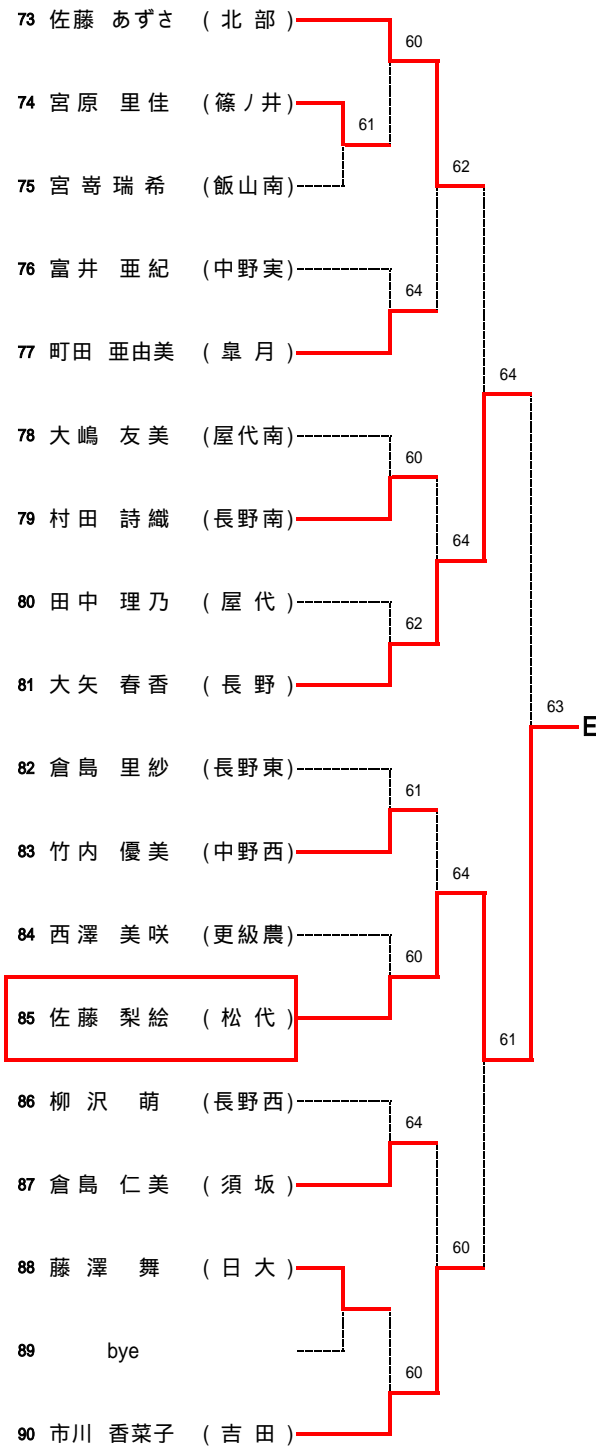 73 佐藤 あずさ (北部)
60
74 宮原 里佳 (篠ノ井)
61
62
75 宮嵜瑞希 (飯山南)
76 富井 亜紀 (中野実)
64
77 町田 亜由美 (皐月)
64
78 大嶋 友美 (屋代南)
60
79 村田 詩織 (長野南)
64
80 田中 理乃 (屋代)
62
81 大矢 春香 (長野)
63 E
82 倉島 里紗 (長野東)
61
83 竹内 優美 (中野西)
64
84 西澤 美咲 (更級農)
60
85 佐藤 梨絵 (松代)
61
86 柳沢 萌 (長野西)
64
87 倉島 仁美 (須坂)
60
88 藤澤 舞 (日大)
89 bye
60
90 市川 香菜子 (吉田)